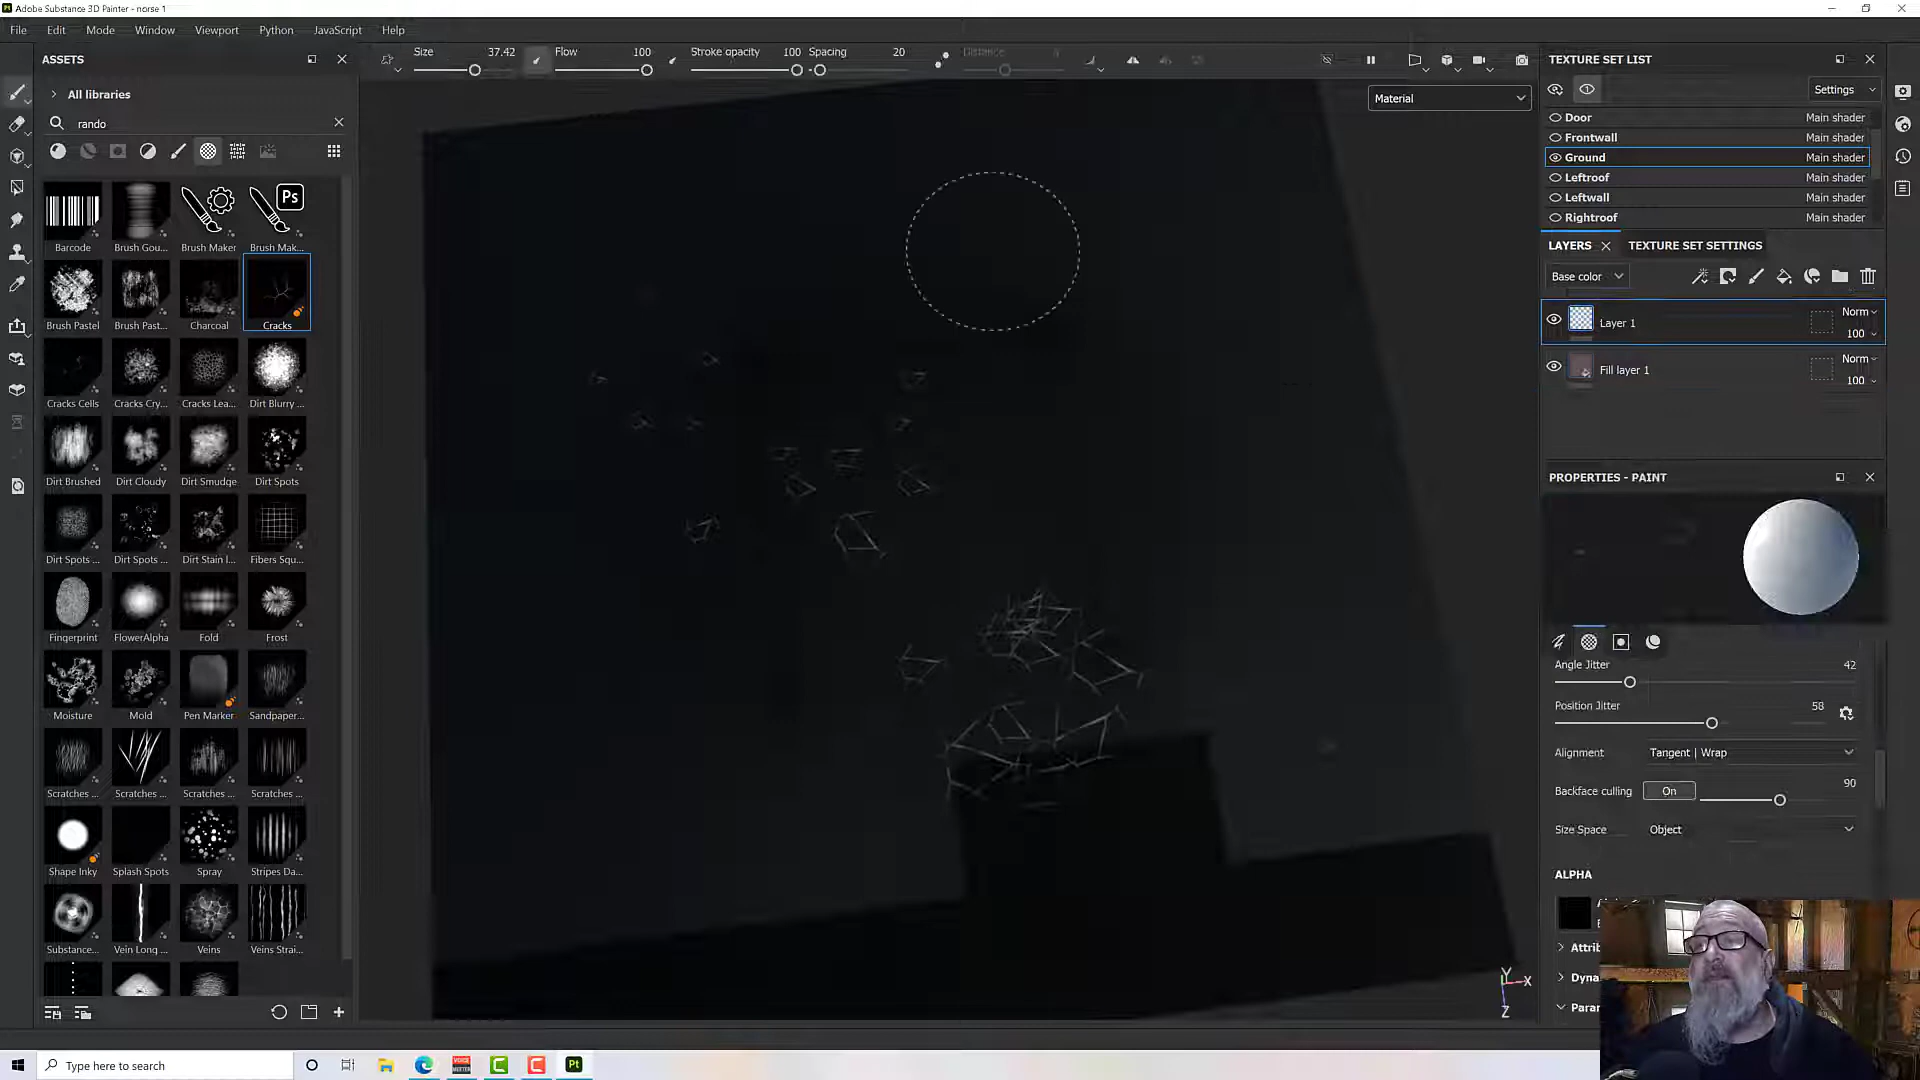 Adobe Substance 3D Painter - norse 1
File Edit Mode Window Viewport Python JavaScript Help
ASSETS
All libraries
rando
Barcode Brush Gou... Brush Maker Brush Mak...
Brush Pastel Brush Past... Charcoal Cracks
Cracks Cells Cracks Cry... Cracks Lea... Dirt Blurry ...
Dirt Brushed Dirt Cloudy Dirt Smudge Dirt Spots
Dirt Spots ... Dirt Spots ... Dirt Stain l... Fibers Squ...
Fingerprint FlowerAlpha Fold Frost
Moisture Mold Pen Marker Sandpaper...
Scratches ... Scratches ... Scratches ... Scratches ...
Shape Inky Splash Spots Spray Stripes Da...
Substance... Vein Long ... Veins Veins Strai...
Size 37.42 Flow 100 Stroke opacity 100 Spacing 20 Distance
Material
Y
X
Z
TEXTURE SET LIST
Settings
Door Main shader
Frontwall Main shader
Ground Main shader
Leftroof Main shader
Leftwall Main shader
Rightroof Main shader
LAYERS TEXTURE SET SETTINGS
Base color
Layer 1 Norm 100
Fill layer 1 Norm 100
PROPERTIES - PAINT
Angle Jitter 42
Position Jitter 58
Alignment Tangent | Wrap
Backface culling On 90
Size Space Object
ALPHA
Type here to search
Pt
Ps